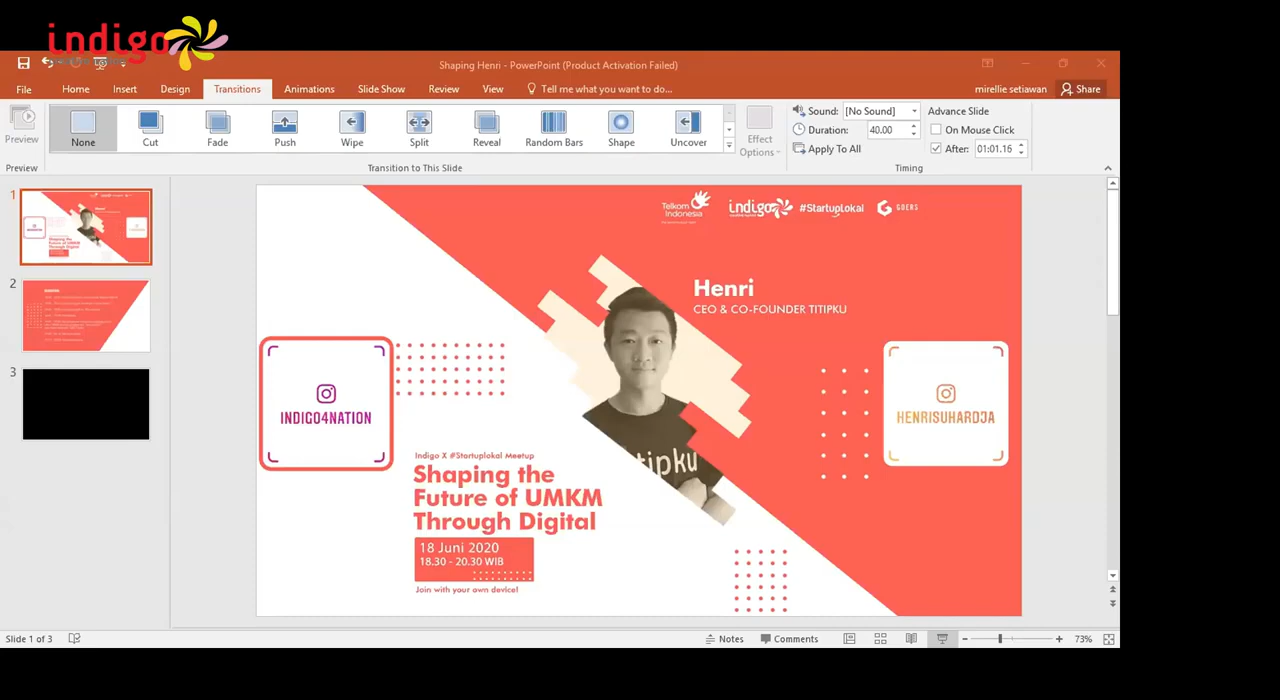 indigo
Shaping Henri - PowerPoint (Product Activation Failed)
File
Home
Insert
Design
Transitions
Animations
Slide Show
Review
View
Tell me what you want to do...
mirellie setiawan
Share
Preview
None
Cut
Fade
Push
Wipe
Split
Reveal
Random Bars
Shape
Uncover
Effect
Options
Sound: [No Sound]
Duration: 40.00
Apply To All
Advance Slide
On Mouse Click
After: 01:01.16
Preview
Transition to This Slide
Timing
1
2
3
Telkom
Indonesia
indigo
#StartupLokal
GOERS
Henri
CEO & CO-FOUNDER TITIPKU
INDIGO4NATION
HENRISUHARDJA
titipku
Indigo X #Startuplokal Meetup
Shaping the
Future of UMKM
Through Digital
18 Juni 2020
18.30 - 20.30 WIB
Join with your own device!
Slide 1 of 3
Notes
Comments
73%